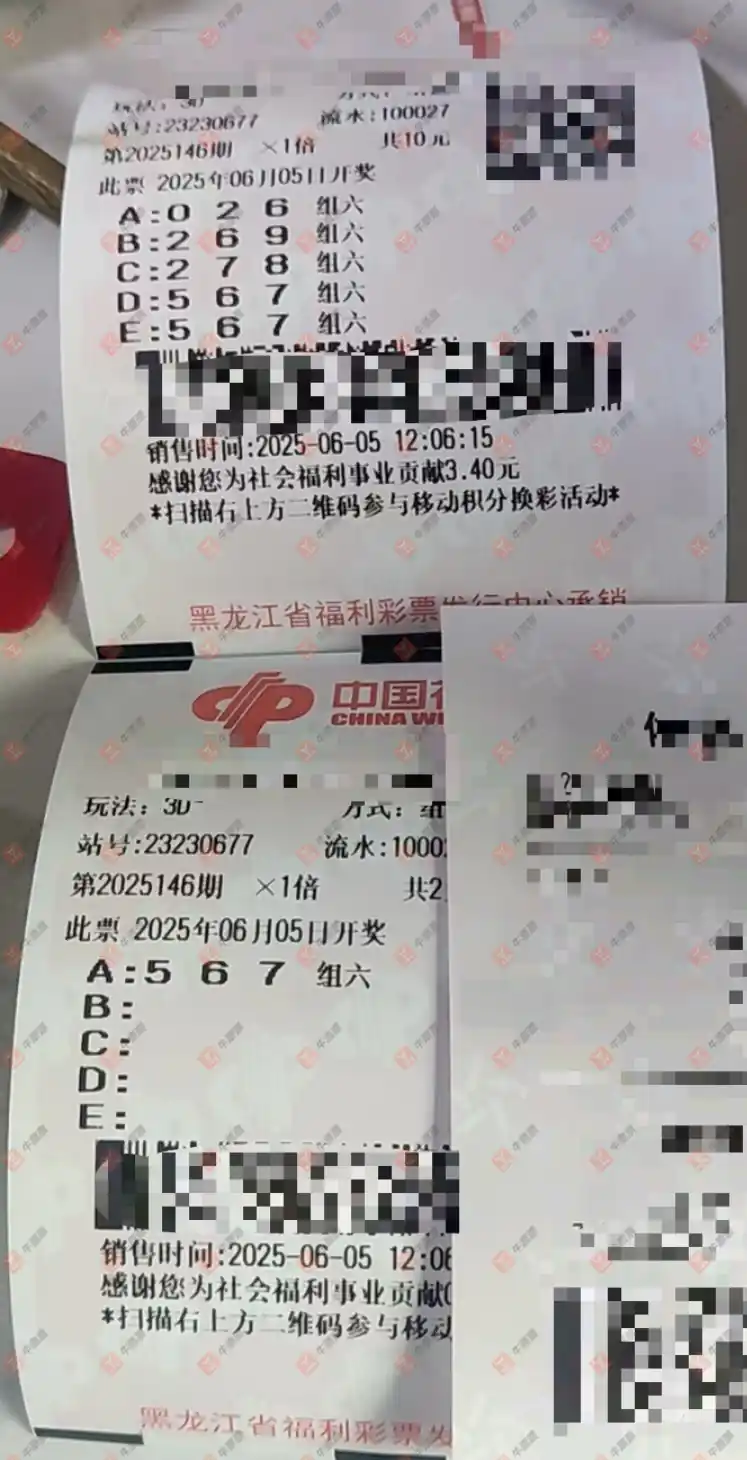 玩法：3D
站号:23230677 流水:100027
第2025146期 ×1倍 共10元
此票 2025年06月05日开奖
A:0 2 6 组六
B:2 6 9 组六
C:2 7 8 组六
D:5 6 7 组六
E:5 6 7 组六
销售时间:2025-06-05 12:06:15
感谢您为社会福利事业贡献3.40元
*扫描右上方二维码参与移动积分换彩活动*
黑龙江省福利彩票发行中心承销
中国
CHINA
玩法：3D 方式：组
站号:23230677 流水:1000
第2025146期 ×1倍 共2
此票 2025年06月05日开奖
A:5 6 7 组六
B:
C:
D:
E:
销售时间:2025-06-05 12:06
感谢您为社会福利事业贡献
*扫描右上方二维码参与移动
黑龙江省福利彩票发